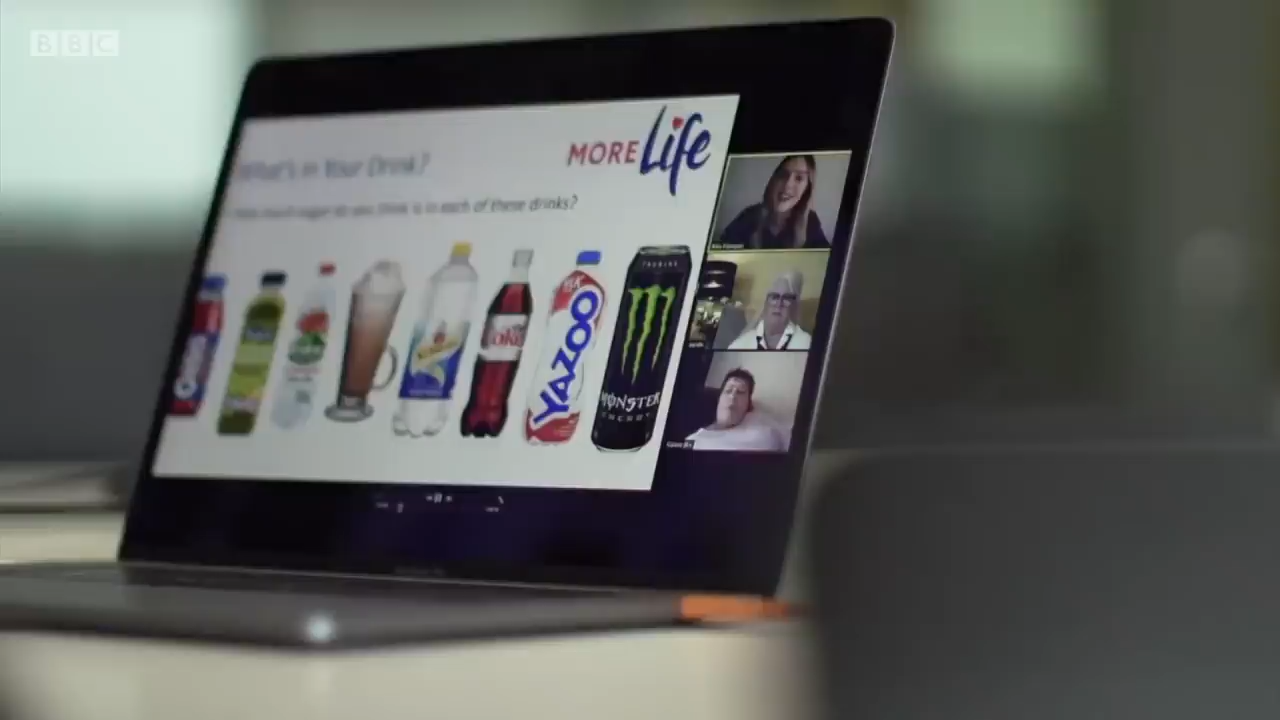 BBC
MORE Life
What's in Your Drink?
How much sugar do you think is in each of these drinks?
YAZOO
coke
MONSTER
ENERGY